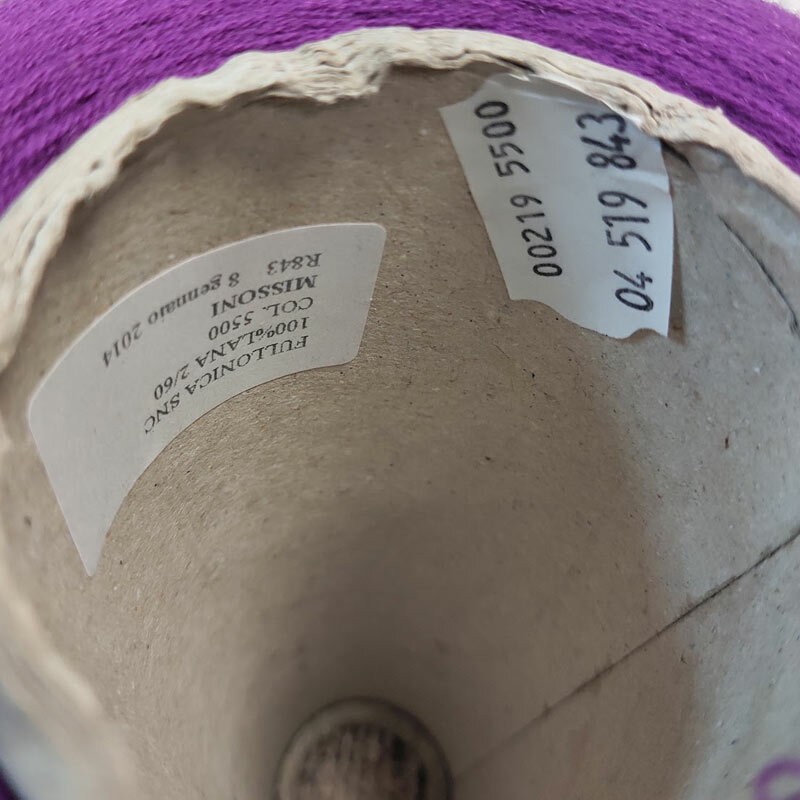 FULLONICA SNC
100%LANA 2/60
COL. 5500
MISSONI
R843 8 gennaio 2014
00219 5500
04 519 843